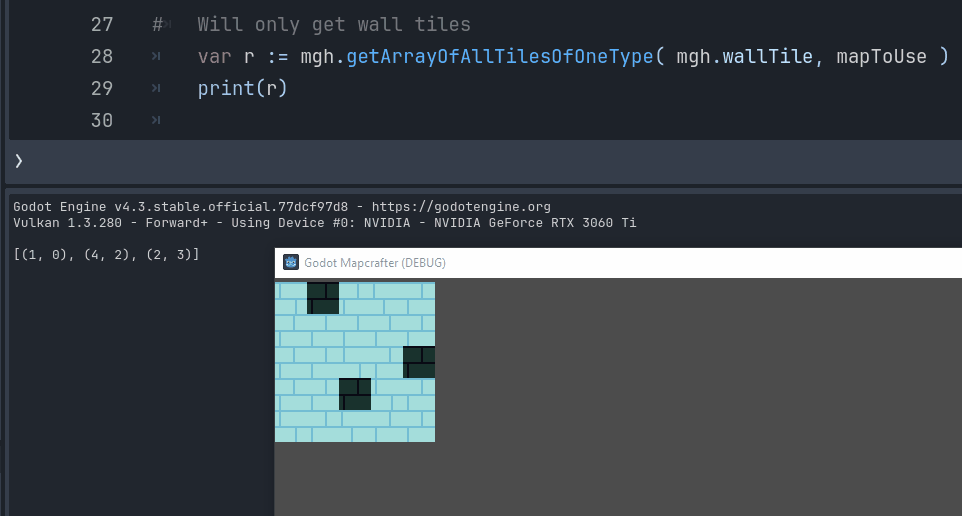 27 # Will only get wall tiles
28 var r := mgh.getArrayOfAllTilesOfOneType( mgh.wallTile, mapToUse )
29 print(r)
30
❯
Godot Engine v4.3.stable.official.77dcf97d8 - https://godotengine.org
Vulkan 1.3.280 - Forward+ - Using Device #0: NVIDIA - NVIDIA GeForce RTX 3060 Ti
[(1, 0), (4, 2), (2, 3)]
Godot Mapcrafter (DEBUG)